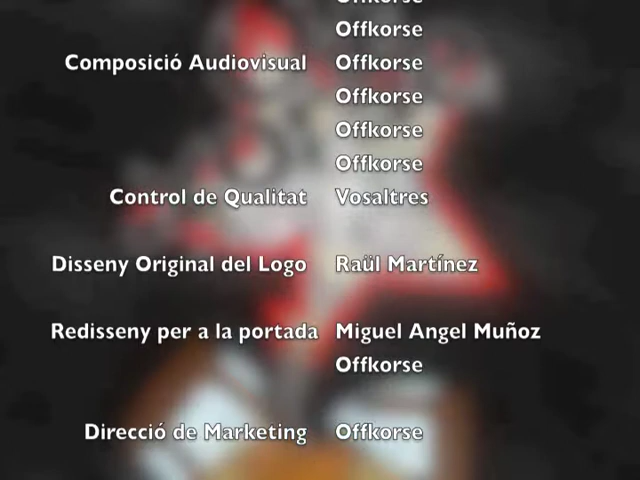 Offkorse
Offkorse
Composició Audiovisual Offkorse
Offkorse
Offkorse
Offkorse
Control de Qualitat Vosaltres
Disseny Original del Logo Raül Martínez
Redisseny per a la portada Miguel Angel Muñoz
Offkorse
Direcció de Marketing Offkorse